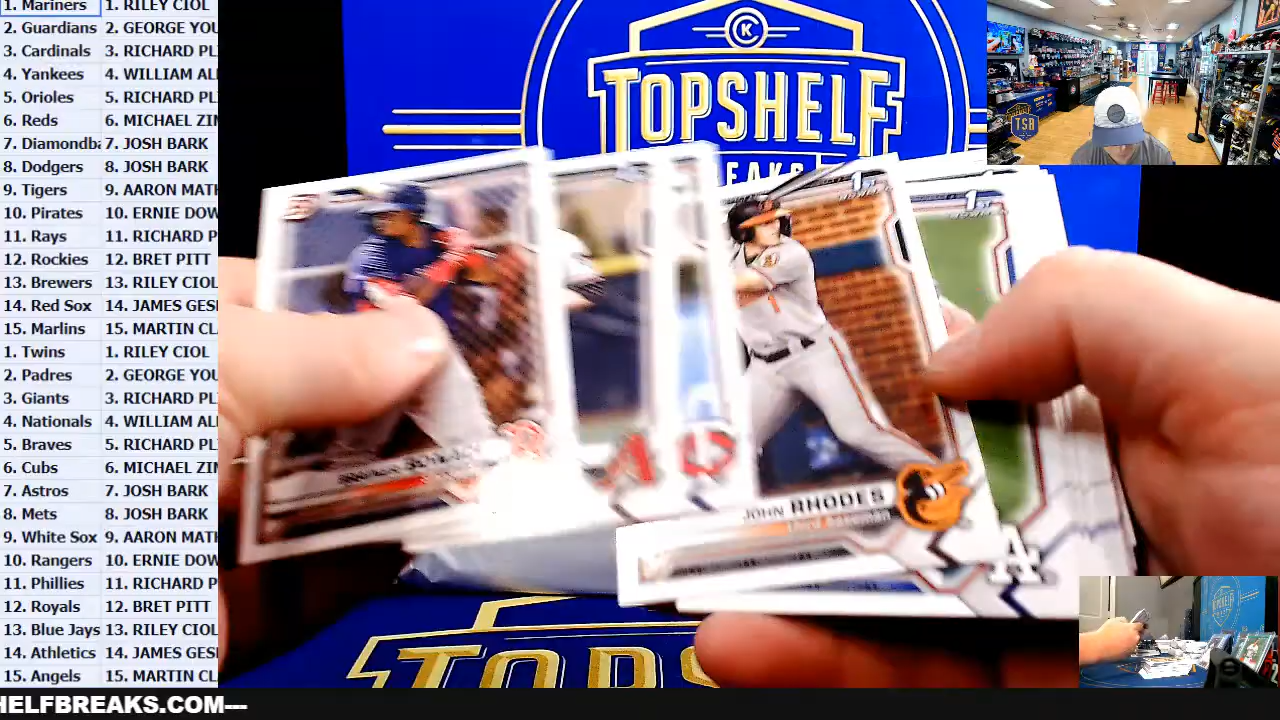 1. Mariners 1. RILEY CIOL
2. Guardians 2. GEORGE YOU
3. Cardinals 3. RICHARD PL
4. Yankees 4. WILLIAM AL
5. Orioles 5. RICHARD PL
6. Reds 6. MICHAEL ZIN
7. Diamondba 7. JOSH BARK
8. Dodgers 8. JOSH BARK
9. Tigers 9. AARON MATH
10. Pirates 10. ERNIE DOW
11. Rays 11. RICHARD P
12. Rockies 12. BRET PITT
13. Brewers 13. RILEY CIOL
14. Red Sox 14. JAMES GES
15. Marlins 15. MARTIN CL
1. Twins 1. RILEY CIOL
2. Padres 2. GEORGE YOU
3. Giants 3. RICHARD PL
4. Nationals 4. WILLIAM AL
5. Braves 5. RICHARD PL
6. Cubs 6. MICHAEL ZIN
7. Astros 7. JOSH BARK
8. Mets 8. JOSH BARK
9. White Sox 9. AARON MATH
10. Rangers 10. ERNIE DOW
11. Phillies 11. RICHARD P
12. Royals 12. BRET PITT
13. Blue Jays 13. RILEY CIOL
14. Athletics 14. JAMES GES
15. Angels 15. MARTIN CL
K
TOPSHELF
BREAKS
TSB
1st
1st
JOHN RHODES
LA
TOPS
HELFBREAKS.COM---